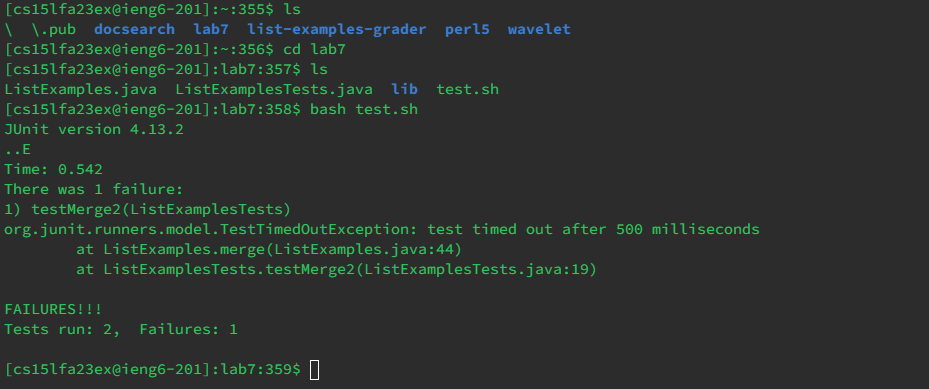 [cs15lfa23ex@ieng6-201]:~:355$ ls
\  \.pub  docsearch  lab7  list-examples-grader  perl5  wavelet
[cs15lfa23ex@ieng6-201]:~:356$ cd lab7
[cs15lfa23ex@ieng6-201]:lab7:357$ ls
ListExamples.java  ListExamplesTests.java  lib  test.sh
[cs15lfa23ex@ieng6-201]:lab7:358$ bash test.sh
JUnit version 4.13.2
..E
Time: 0.542
There was 1 failure:
1) testMerge2(ListExamplesTests)
org.junit.runners.model.TestTimedOutException: test timed out after 500 milliseconds
        at ListExamples.merge(ListExamples.java:44)
        at ListExamplesTests.testMerge2(ListExamplesTests.java:19)
FAILURES!!!
Tests run: 2,  Failures: 1
[cs15lfa23ex@ieng6-201]:lab7:359$